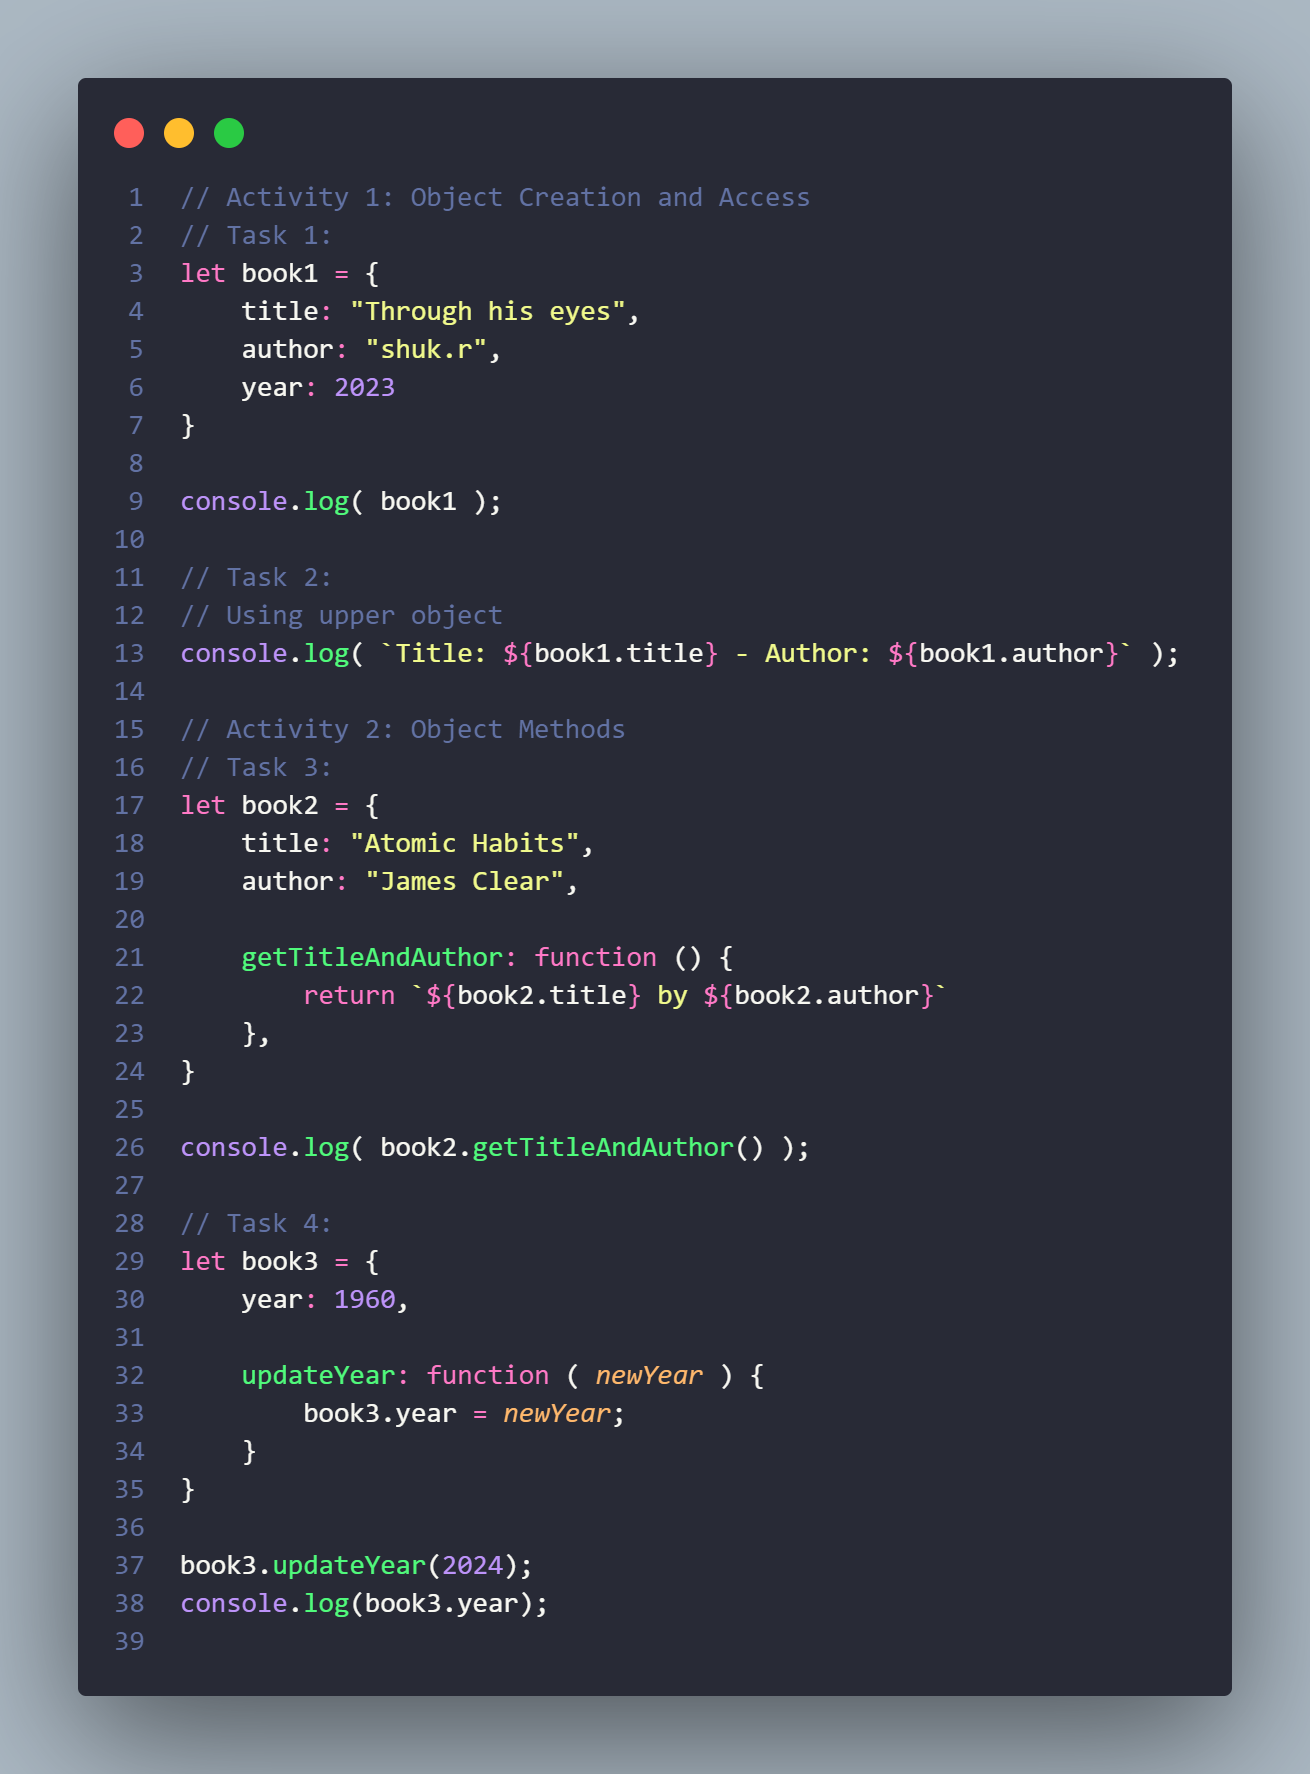 1 // Activity 1: Object Creation and Access
2 // Task 1:
3 let book1 = {
4     title: "Through his eyes",
5     author: "shuk.r",
6     year: 2023
7 }
8
9 console.log( book1 );
10
11 // Task 2:
12 // Using upper object
13 console.log( `Title: ${book1.title} - Author: ${book1.author}` );
14
15 // Activity 2: Object Methods
16 // Task 3:
17 let book2 = {
18     title: "Atomic Habits",
19     author: "James Clear",
20
21     getTitleAndAuthor: function () {
22         return `${book2.title} by ${book2.author}`
23     },
24 }
25
26 console.log( book2.getTitleAndAuthor() );
27
28 // Task 4:
29 let book3 = {
30     year: 1960,
31
32     updateYear: function ( newYear ) {
33         book3.year = newYear;
34     }
35 }
36
37 book3.updateYear(2024);
38 console.log(book3.year);
39